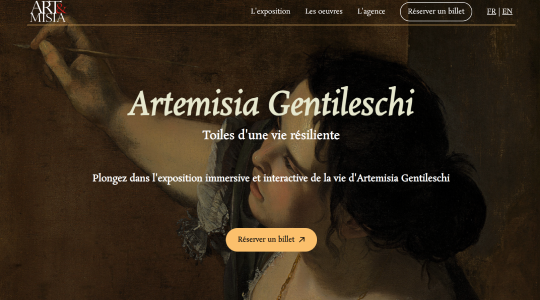 ART&
MISIA
L'exposition
Les oeuvres
L'agence
Réserver un billet
FR | EN
Artemisia Gentileschi
Toiles d'une vie résiliente
Plongez dans l'exposition immersive et interactive de la vie d'Artemisia Gentileschi
Réserver un billet